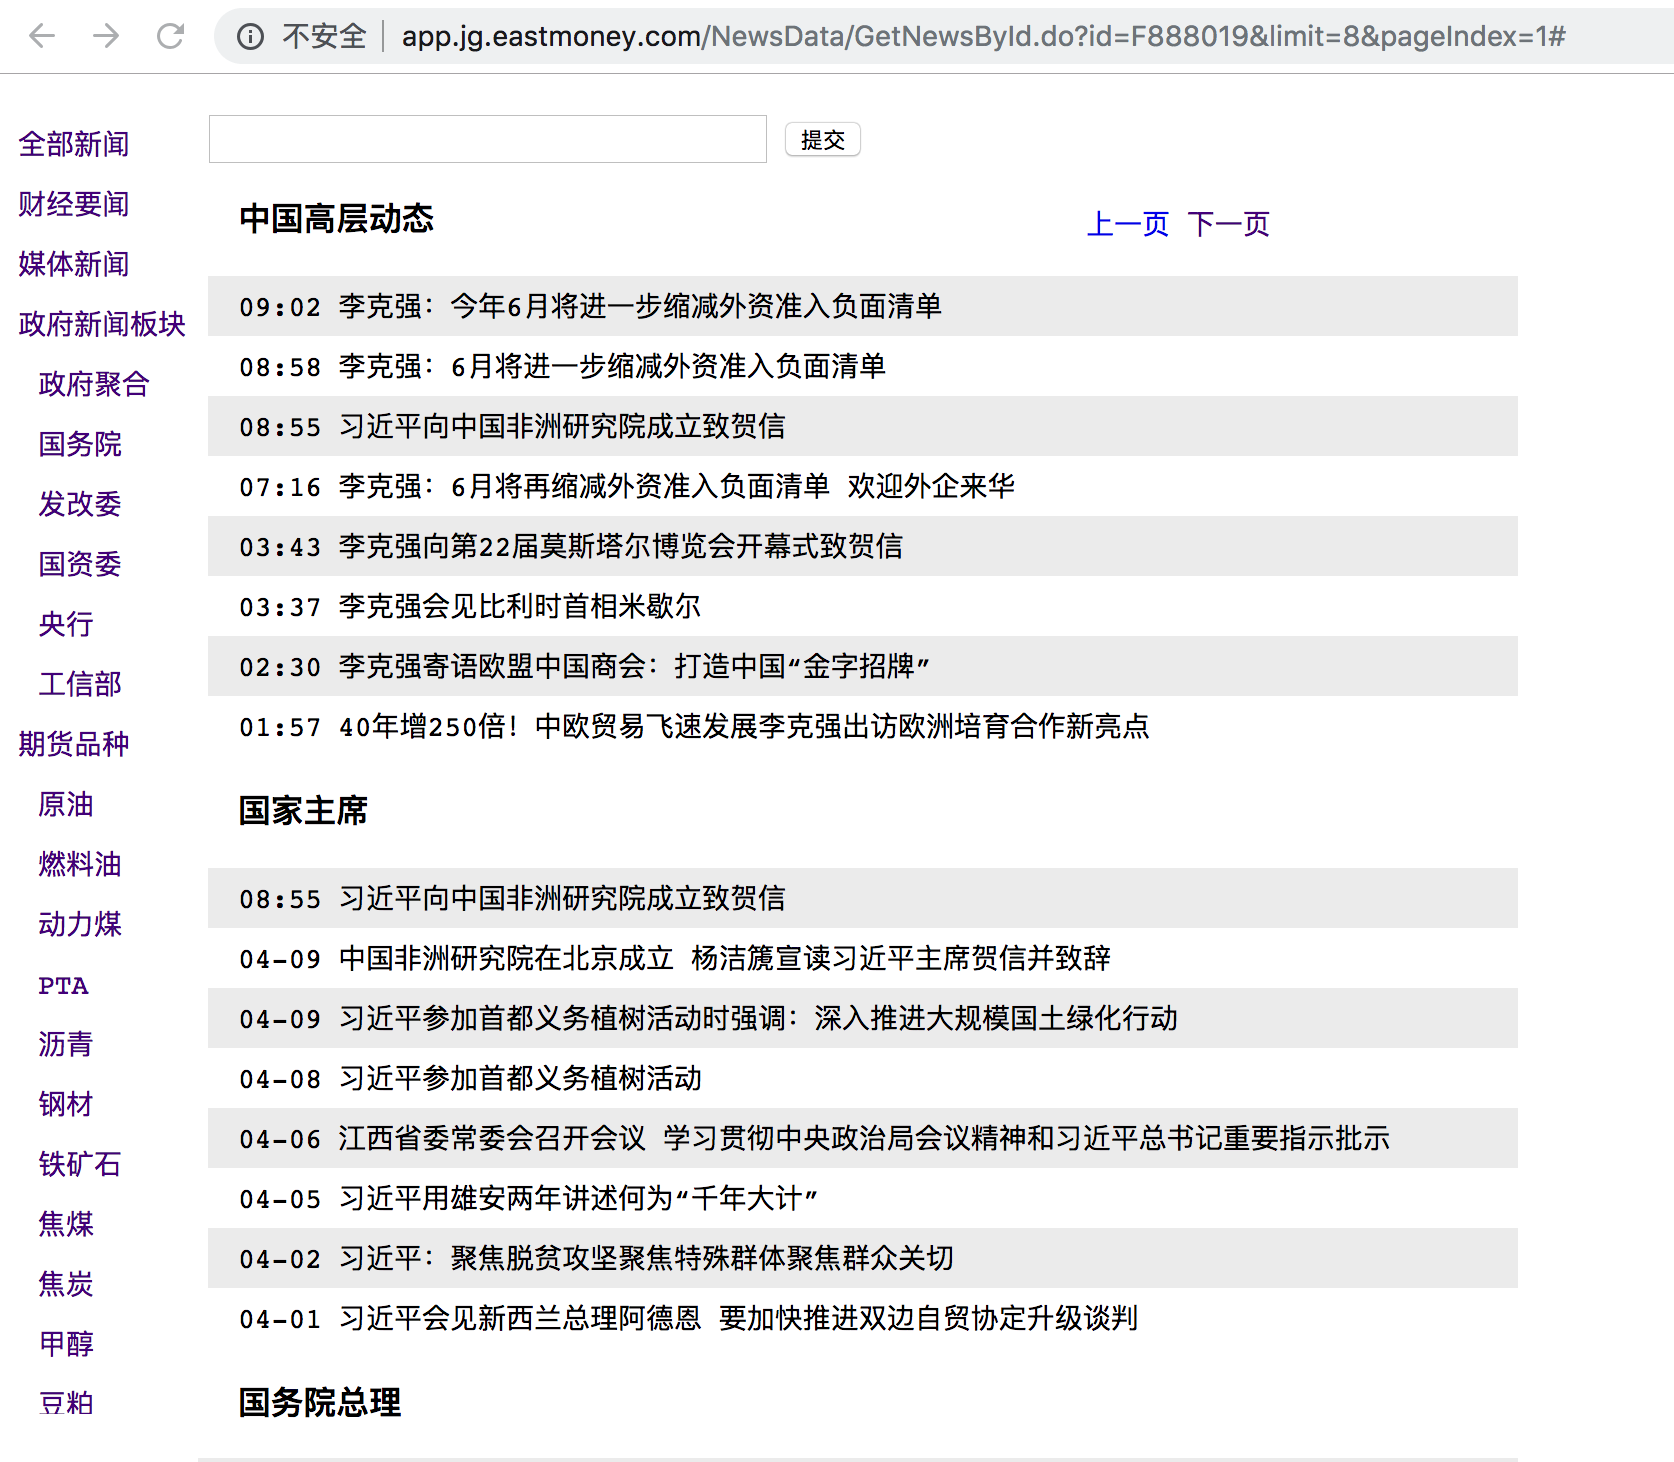 不安全 app.jg.eastmoney.com/NewsData/GetNewsById.do?id=F888019&limit=8&pageIndex=1#
全部新闻
财经要闻
媒体新闻
政府新闻板块
政府聚合
国务院
发改委
国资委
央行
工信部
期货品种
原油
燃料油
动力煤
PTA
沥青
钢材
铁矿石
焦煤
焦炭
甲醇
豆粕
提交
中国高层动态
上一页 下一页
09:02 李克强：今年6月将进一步缩减外资准入负面清单
08:58 李克强：6月将进一步缩减外资准入负面清单
08:55 习近平向中国非洲研究院成立致贺信
07:16 李克强：6月将再缩减外资准入负面清单 欢迎外企来华
03:43 李克强向第22届莫斯塔尔博览会开幕式致贺信
03:37 李克强会见比利时首相米歇尔
02:30 李克强寄语欧盟中国商会：打造中国“金字招牌”
01:57 40年增250倍！中欧贸易飞速发展李克强出访欧洲培育合作新亮点
国家主席
08:55 习近平向中国非洲研究院成立致贺信
04-09 中国非洲研究院在北京成立 杨洁篪宣读习近平主席贺信并致辞
04-09 习近平参加首都义务植树活动时强调：深入推进大规模国土绿化行动
04-08 习近平参加首都义务植树活动
04-06 江西省委常委会召开会议 学习贯彻中央政治局会议精神和习近平总书记重要指示批示
04-05 习近平用雄安两年讲述何为“千年大计”
04-02 习近平：聚焦脱贫攻坚聚焦特殊群体聚焦群众关切
04-01 习近平会见新西兰总理阿德恩 要加快推进双边自贸协定升级谈判
国务院总理